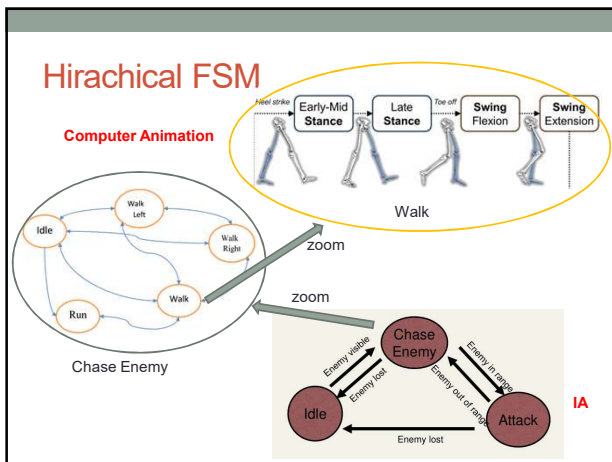 Hirachical FSM
Computer Animation
Heel strike
Early-Mid
Stance
Late
Stance
Toe off
Swing
Flexion
Swing
Extension
Walk
Idle
Walk
Left
Walk
Right
Walk
Run
Chase Enemy
zoom
zoom
Chase
Enemy
Enemy visible
Enemy lost
Enemy in range
Enemy out of range
Idle
Attack
Enemy lost
IA